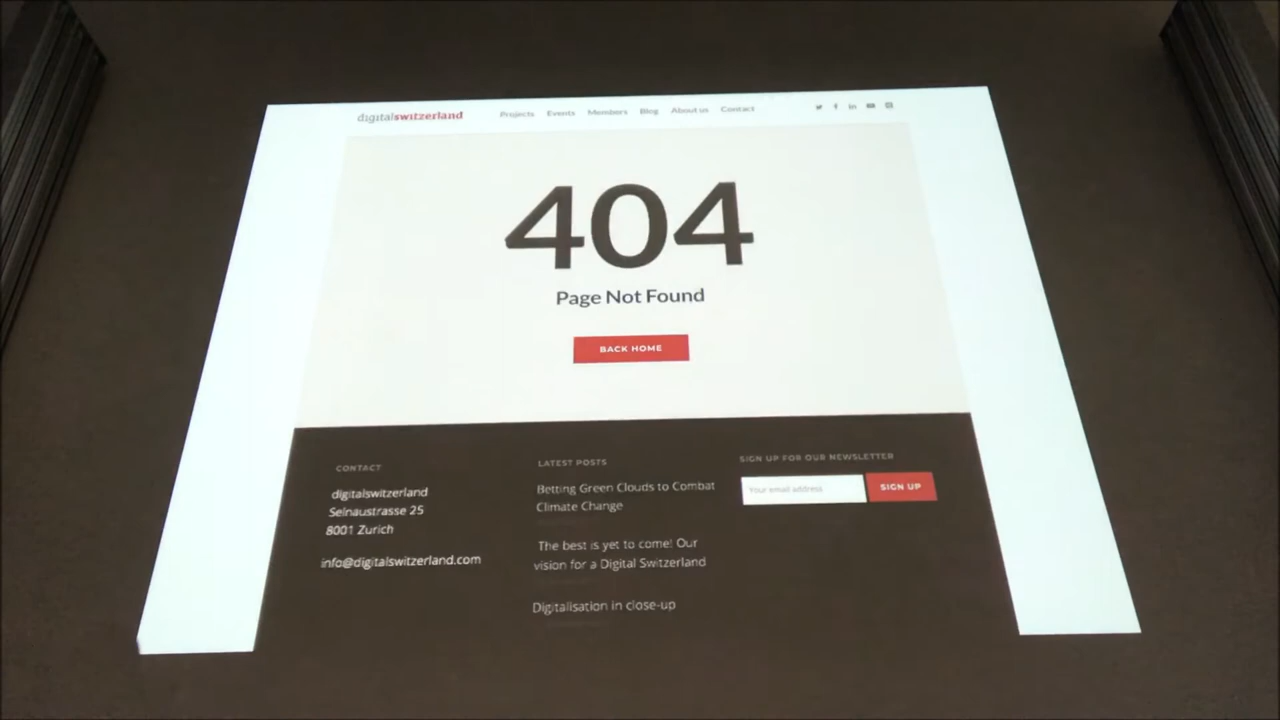 digitalswitzerland Projects Events Members Blog About us Contact
404
Page Not Found
BACK HOME
CONTACT
digitalswitzerland
Selnaustrasse 25
8001 Zurich
info@digitalswitzerland.com
LATEST POSTS
Betting Green Clouds to Combat
Climate Change
The best is yet to come! Our
vision for a Digital Switzerland
Digitalisation in close-up
SIGN UP FOR OUR NEWSLETTER
Your email address SIGN UP